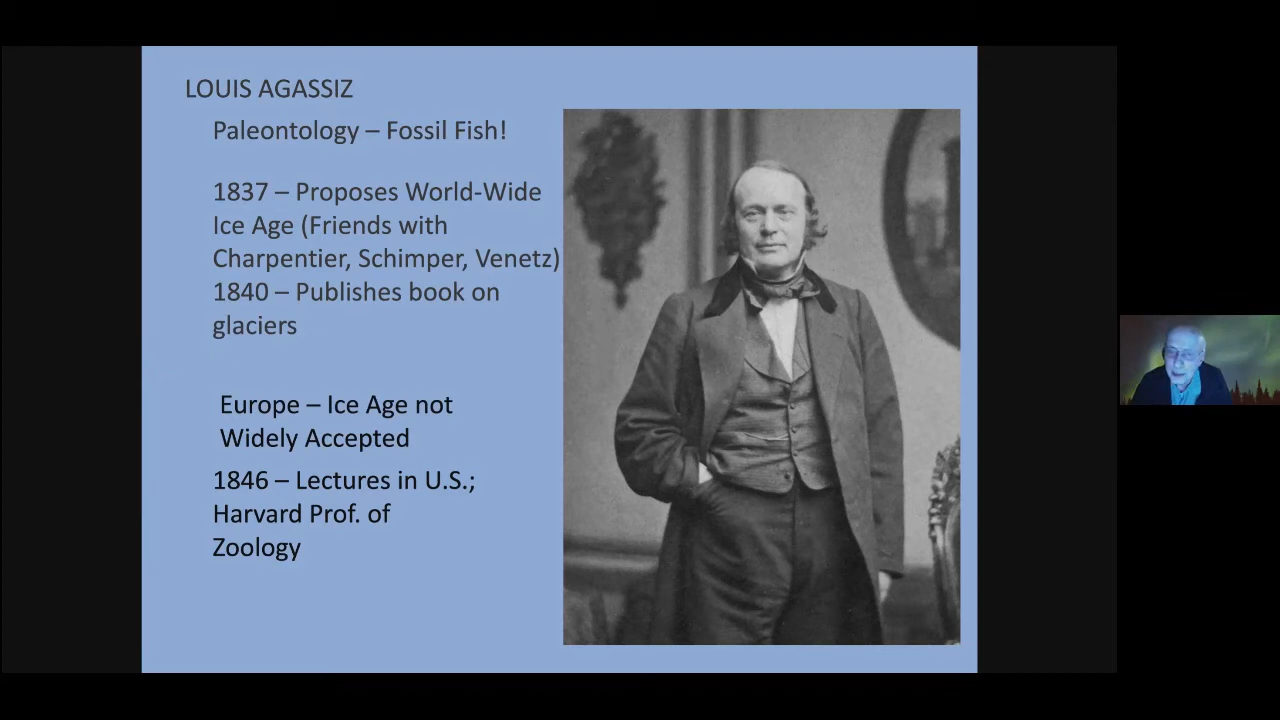 LOUIS AGASSIZ
Paleontology – Fossil Fish!
1837 – Proposes World-Wide
Ice Age (Friends with
Charpentier, Schimper, Venetz)
1840 – Publishes book on
glaciers
Europe – Ice Age not
Widely Accepted
1846 – Lectures in U.S.;
Harvard Prof. of
Zoology